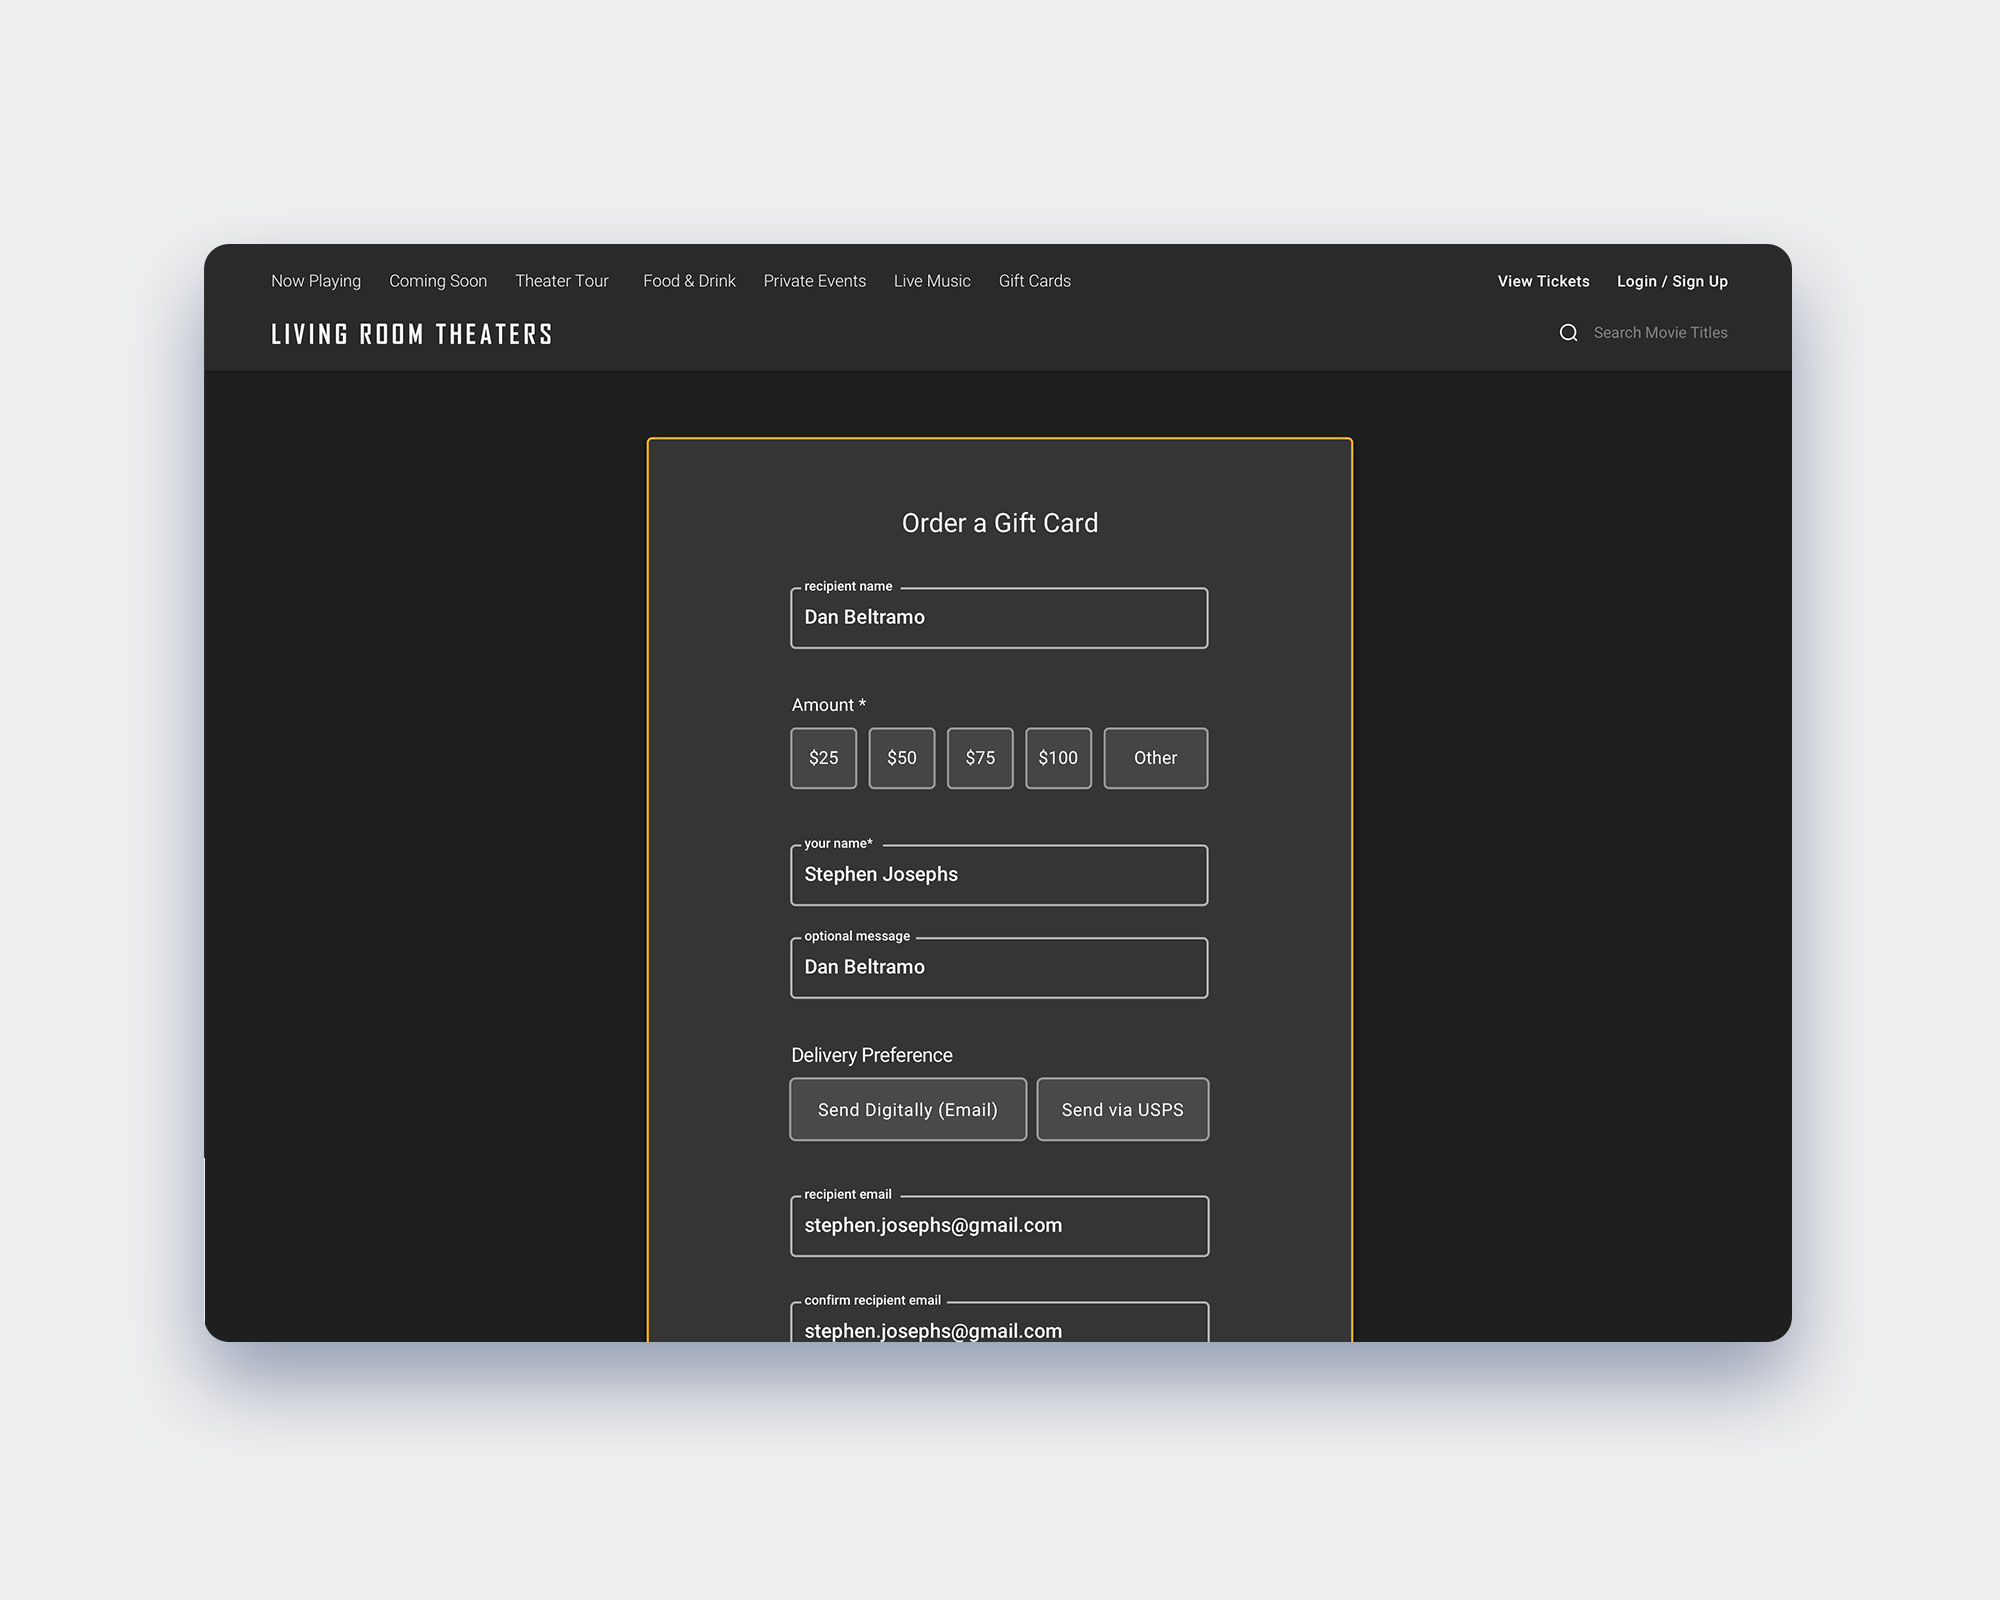 Now Playing Coming Soon Theater Tour Food & Drink Private Events Live Music Gift Cards View Tickets Login / Sign Up
LIVING ROOM THEATERS Search Movie Titles
Order a Gift Card
recipient name
Dan Beltramo
Amount *
$25 $50 $75 $100 Other
your name*
Stephen Josephs
optional message
Dan Beltramo
Delivery Preference
Send Digitally (Email) Send via USPS
recipient email
stephen.josephs@gmail.com
confirm recipient email
stephen.josephs@gmail.com